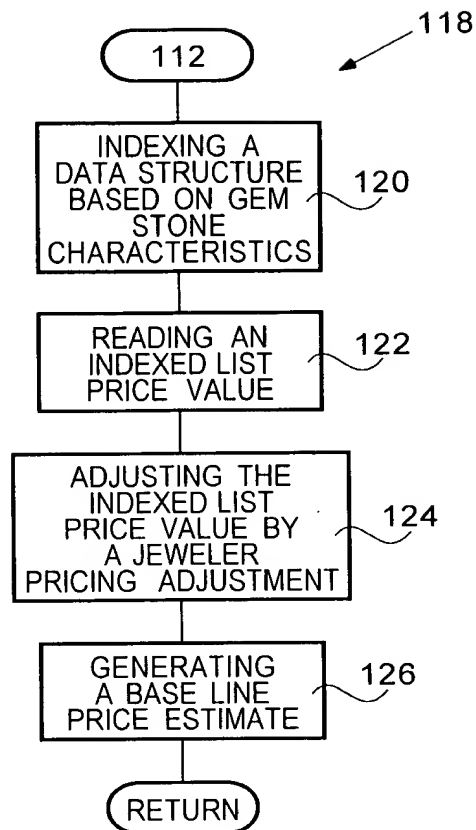 118
112
INDEXING A
DATA STRUCTURE
BASED ON GEM
STONE
CHARACTERISTICS
120
READING AN
INDEXED LIST
PRICE VALUE
122
ADJUSTING THE
INDEXED LIST
PRICE VALUE BY
A JEWELER
PRICING ADJUSTMENT
124
GENERATING
A BASE LINE
PRICE ESTIMATE
126
RETURN